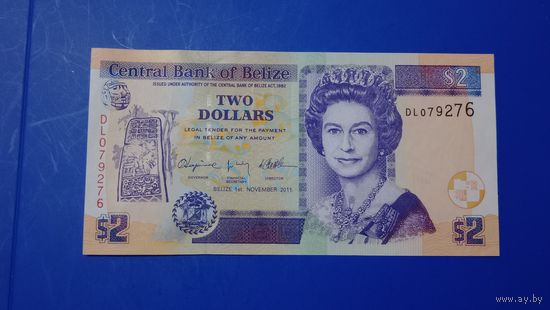 Central Bank of Belize
ISSUED UNDER AUTHORITY OF THE CENTRAL BANK OF BELIZE ACT, 1982
$2
DL079276
TWO
DOLLARS
LEGAL TENDER FOR THE PAYMENT
IN BELIZE OF ANY AMOUNT
DL079276
GOVERNOR
FINANCIAL
SECRETARY
DIRECTOR
BELIZE 1st NOVEMBER 2011
$2
$2
www.ay.by